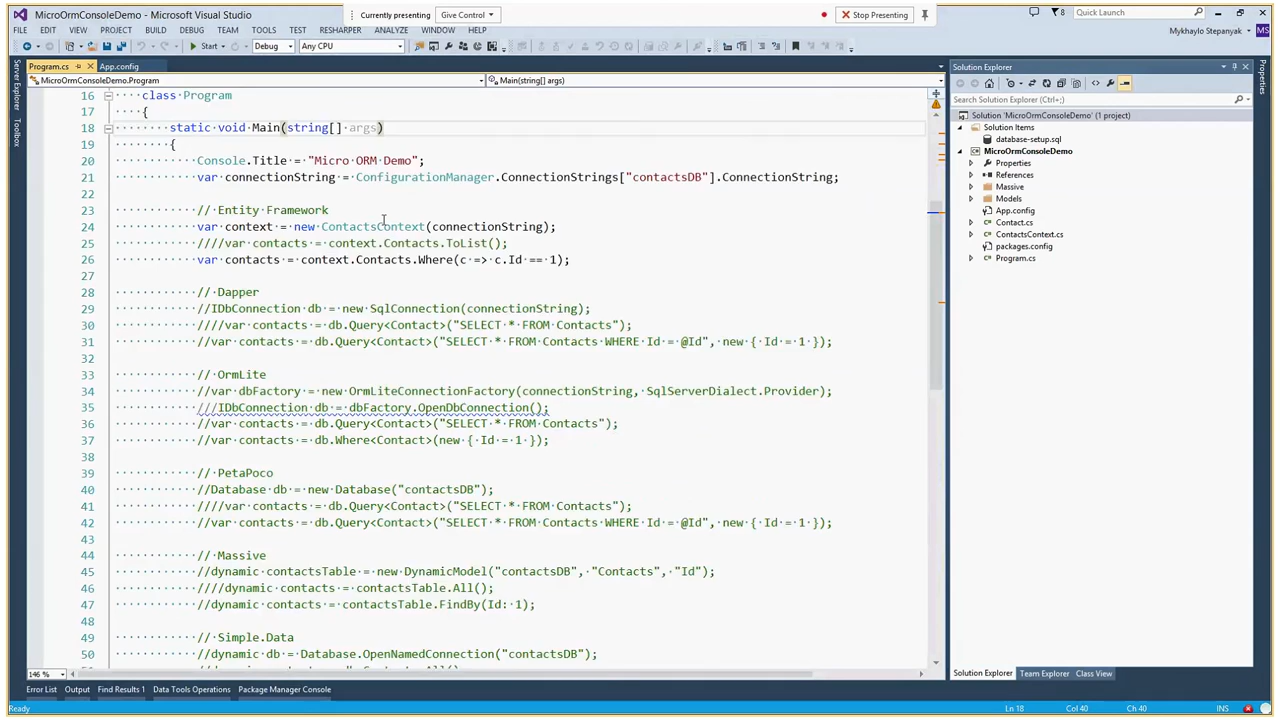 MicroOrmConsoleDemo - Microsoft Visual Studio
Currently presenting
Give Control
Stop Presenting
8
Quick Launch (Ctrl+Q)
FILE EDIT VIEW PROJECT BUILD DEBUG TEAM TOOLS TEST RESHARPER ANALYZE WINDOW HELP
Mykhaylo Stepanyak MS
Start Debug Any CPU
Server Explorer
Toolbox
Program.cs App.config
MicroOrmConsoleDemo.Program
Main(string[] args)
16 class Program
17 {
18 static void Main(string[] args)
19 {
20 Console.Title = "Micro ORM Demo";
21 var connectionString = ConfigurationManager.ConnectionStrings["contactsDB"].ConnectionString;
22
23 // Entity Framework
24 var context = new ContactsContext(connectionString);
25 ////var contacts = context.Contacts.ToList();
26 var contacts = context.Contacts.Where(c => c.Id == 1);
27
28 // Dapper
29 //IDbConnection db = new SqlConnection(connectionString);
30 ////var contacts = db.Query<Contact>("SELECT * FROM Contacts");
31 //var contacts = db.Query<Contact>("SELECT * FROM Contacts WHERE Id = @Id", new { Id = 1 });
32
33 // OrmLite
34 //var dbFactory = new OrmLiteConnectionFactory(connectionString, SqlServerDialect.Provider);
35 ///IDbConnection db = dbFactory.OpenDbConnection();
36 //var contacts = db.Query<Contact>("SELECT * FROM Contacts");
37 //var contacts = db.Where<Contact>(new { Id = 1 });
38
39 // PetaPoco
40 //Database db = new Database("contactsDB");
41 ////var contacts = db.Query<Contact>("SELECT * FROM Contacts");
42 //var contacts = db.Query<Contact>("SELECT * FROM Contacts WHERE Id = @Id", new { Id = 1 });
43
44 // Massive
45 //dynamic contactsTable = new DynamicModel("contactsDB", "Contacts", "Id");
46 ////dynamic contacts = contactsTable.All();
47 //dynamic contacts = contactsTable.FindBy(Id: 1);
48
49 // Simple.Data
50 //dynamic db = Database.OpenNamedConnection("contactsDB");
146 %
Solution Explorer
Search Solution Explorer (Ctrl+;)
Solution 'MicroOrmConsoleDemo' (1 project)
Solution Items
database-setup.sql
MicroOrmConsoleDemo
Properties
References
Massive
Models
App.config
Contact.cs
ContactsContext.cs
packages.config
Program.cs
Properties
Solution Explorer Team Explorer Class View
Error List Output Find Results 1 Data Tools Operations Package Manager Console
Ready Ln 18 Col 40 Ch 40 INS